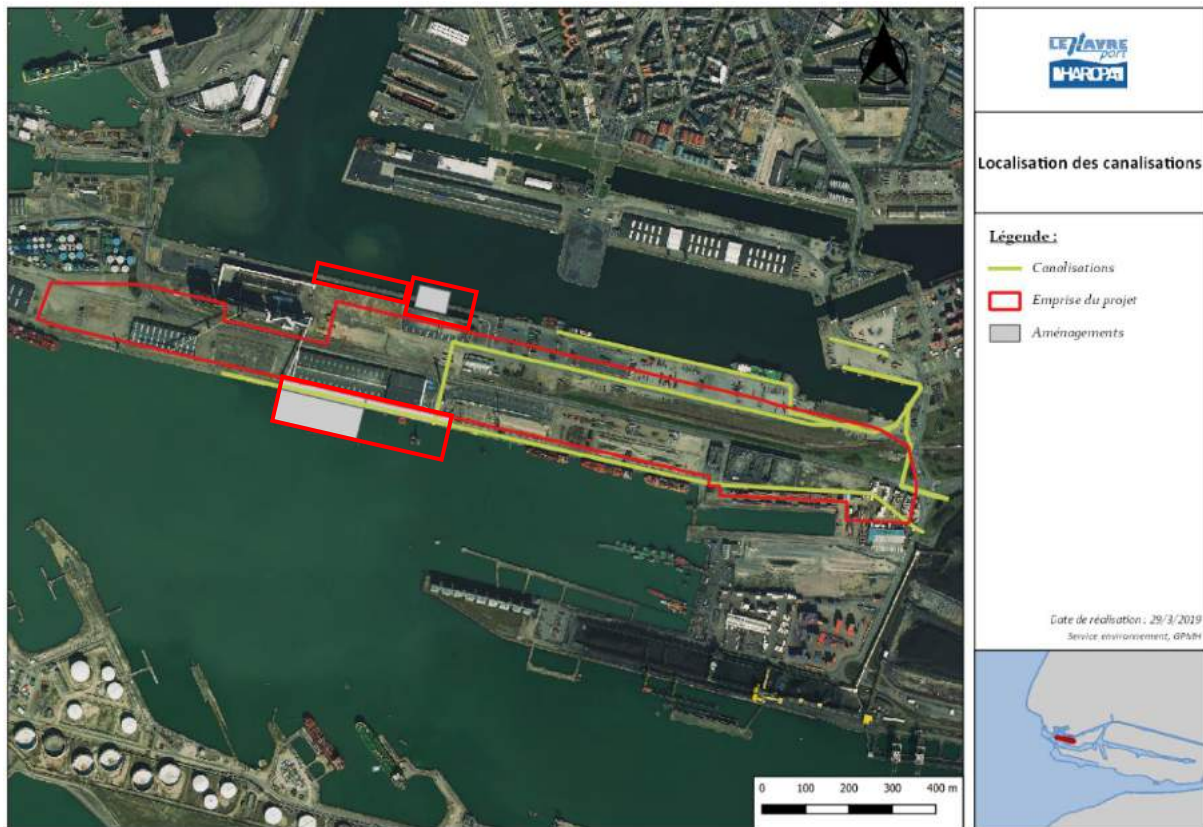 LE HAVRE
port
HAROPA
Localisation des canalisations
Légende :
Canalisations
Emprise du projet
Aménagements
Date de réalisation : 29/3/2019
Service environnement, GPMH
0 100 200 300 400 m